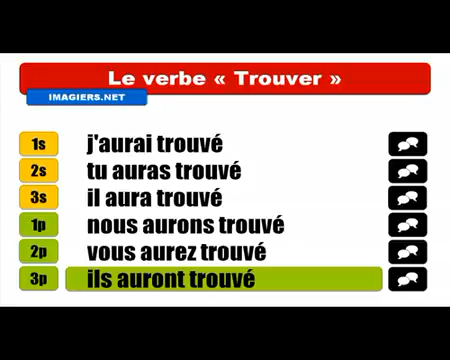 Le verbe « Trouver »
IMAGIERS.NET
1s j'aurai trouvé
2s tu auras trouvé
3s il aura trouvé
1p nous aurons trouvé
2p vous aurez trouvé
3p ils auront trouvé